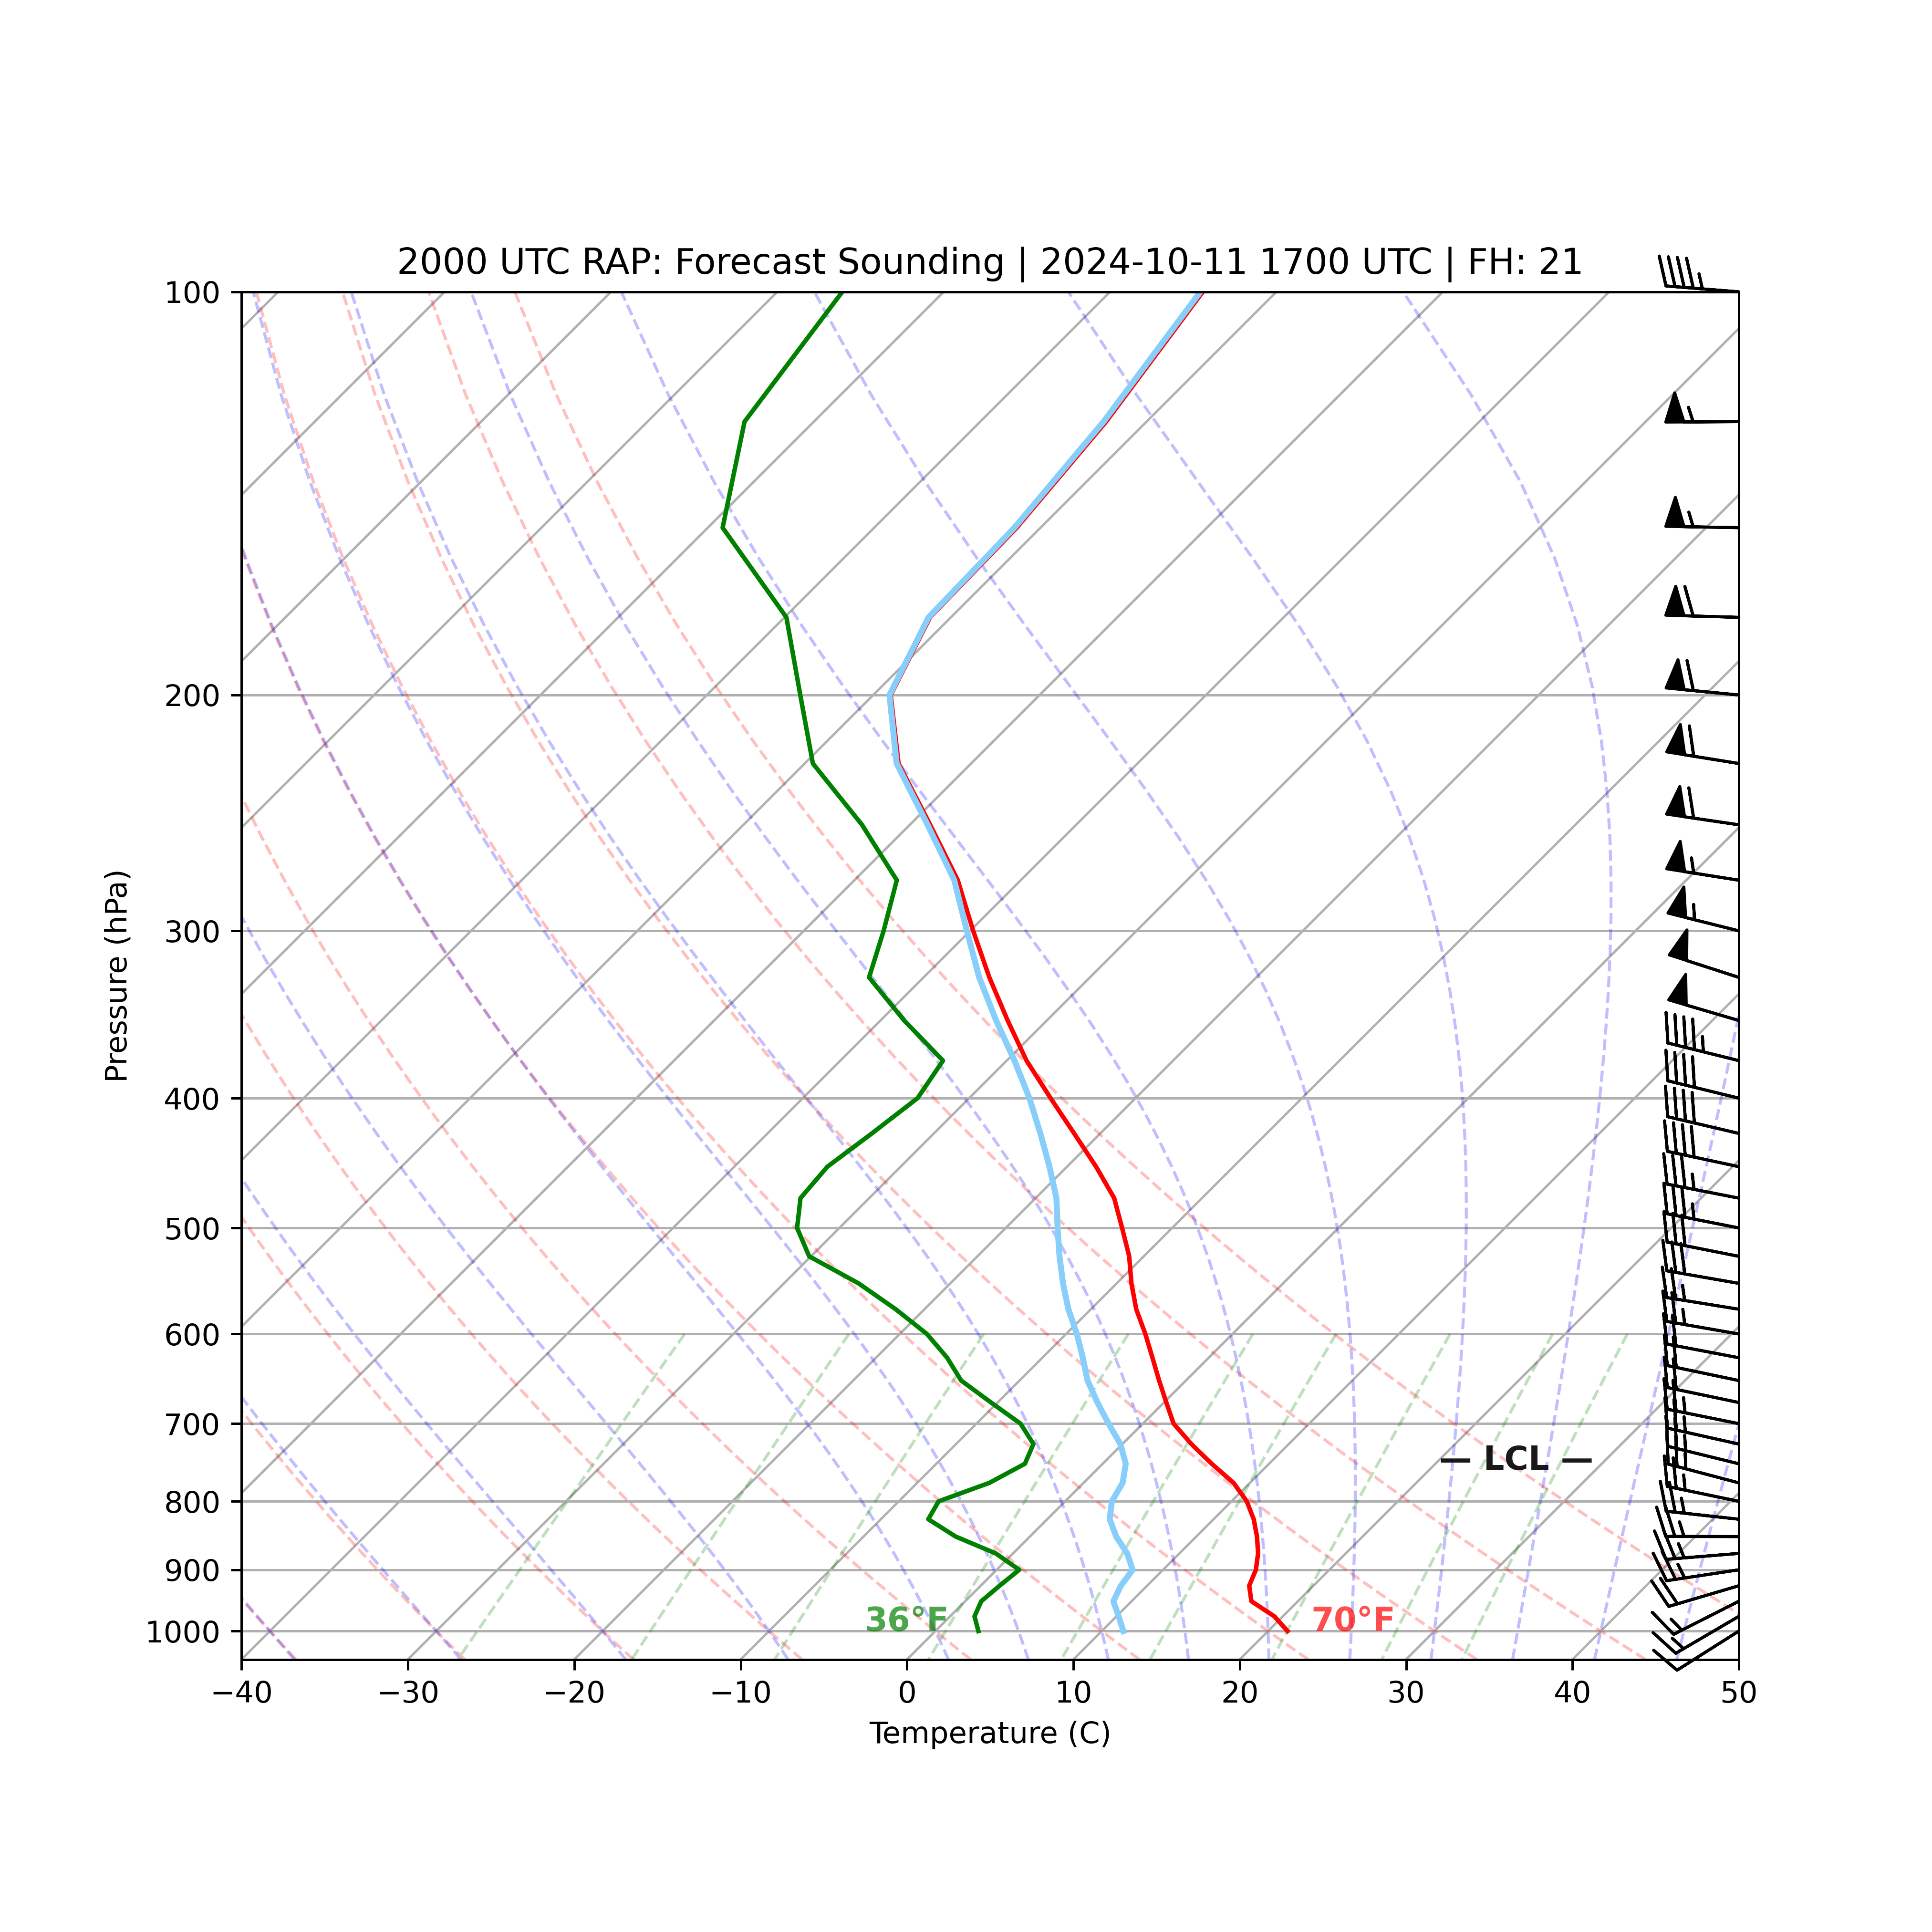 2000 UTC RAP: Forecast Sounding | 2024-10-11 1700 UTC | FH: 21
100
200
300
400
500
600
700
800
900
1000
Pressure (hPa)
— LCL —
36°F
70°F
−40 −30 −20 −10 0 10 20 30 40 50
Temperature (C)